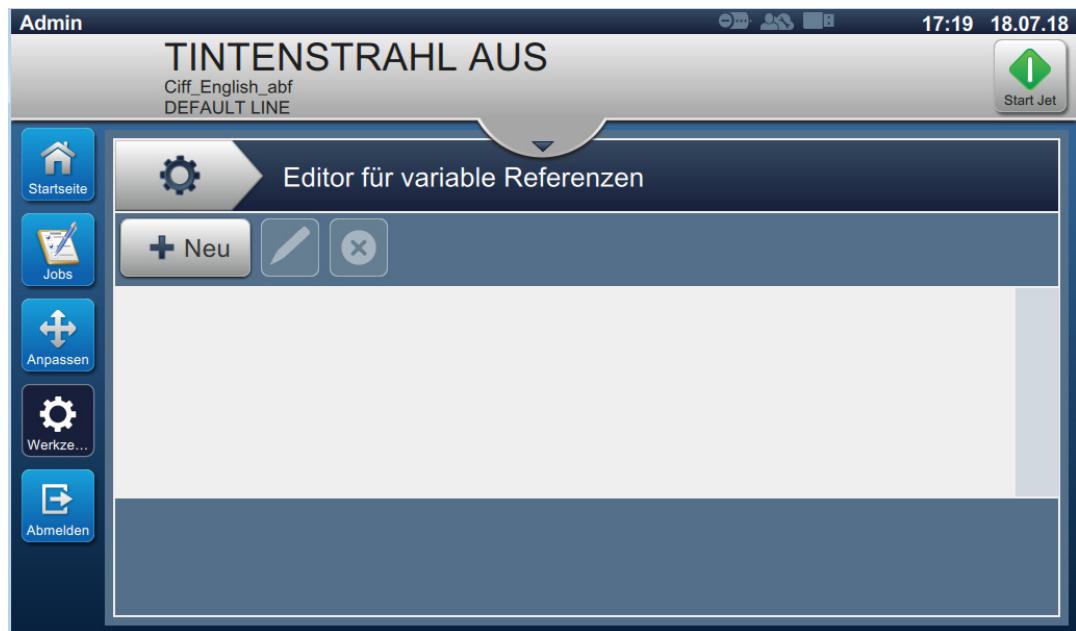 Admin
17:19 18.07.18
TINTENSTRAHL AUS
Ciff_English_abf
DEFAULT LINE
Start Jet
Startseite
Editor für variable Referenzen
Neu
Jobs
Anpassen
Werkze...
Abmelden